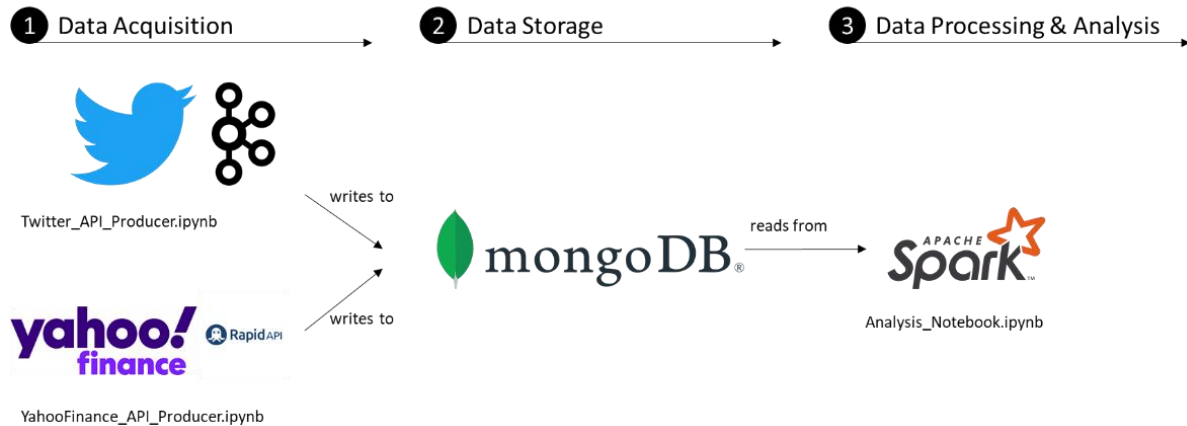 1 Data Acquisition
2 Data Storage
3 Data Processing & Analysis
Twitter_API_Producer.ipynb
writes to
mongoDB®
reads from
APACHE
Spark™
Analysis_Notebook.ipynb
yahoo!
finance
RapidAPI
writes to
YahooFinance_API_Producer.ipynb